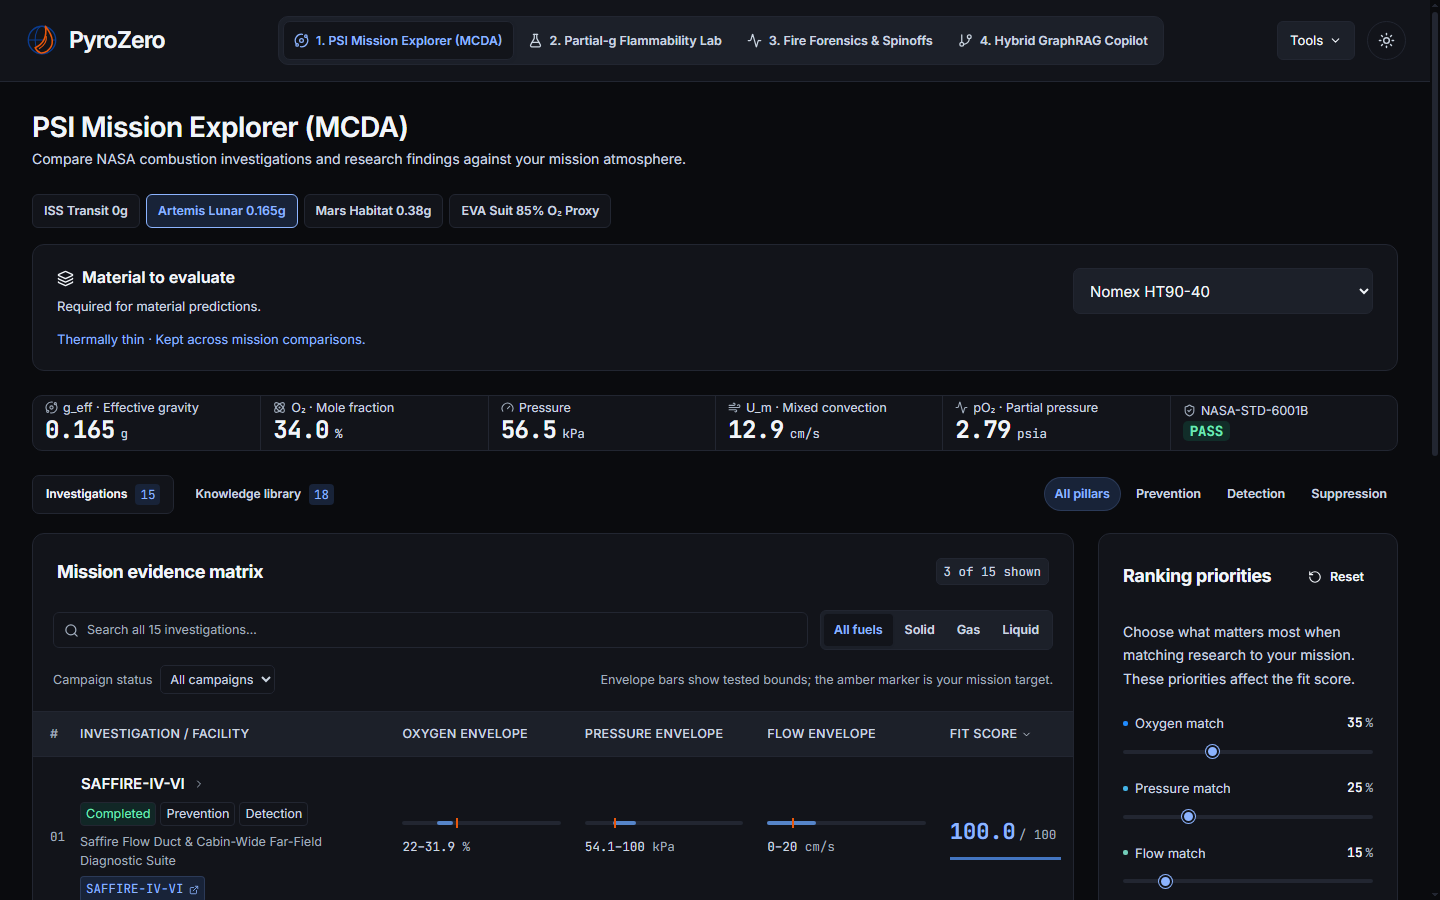 PyroZero
1. PSI Mission Explorer (MCDA)
2. Partial-g Flammability Lab
3. Fire Forensics & Spinoffs
4. Hybrid GraphRAG Copilot
Tools
PSI Mission Explorer (MCDA)
Compare NASA combustion investigations and research findings against your mission atmosphere.
ISS Transit 0g
Artemis Lunar 0.165g
Mars Habitat 0.38g
EVA Suit 85% O₂ Proxy
Material to evaluate
Required for material predictions.
Thermally thin · Kept across mission comparisons.
Nomex HT90-40
g_eff · Effective gravity
0.165 g
O₂ · Mole fraction
34.0 %
Pressure
56.5 kPa
U_m · Mixed convection
12.9 cm/s
pO₂ · Partial pressure
2.79 psia
NASA-STD-6001B
PASS
Investigations 15
Knowledge library 18
All pillars
Prevention
Detection
Suppression
Mission evidence matrix
3 of 15 shown
Search all 15 investigations...
All fuels
Solid
Gas
Liquid
Campaign status
All campaigns
Envelope bars show tested bounds; the amber marker is your mission target.
# INVESTIGATION / FACILITY OXYGEN ENVELOPE PRESSURE ENVELOPE FLOW ENVELOPE FIT SCORE
01
SAFFIRE-IV-VI
Completed Prevention Detection
Saffire Flow Duct & Cabin-Wide Far-Field
Diagnostic Suite
SAFFIRE-IV-VI
22–31.9 %
54.1–100 kPa
0–20 cm/s
100.0 / 100
Ranking priorities
Reset
Choose what matters most when
matching research to your mission.
These priorities affect the fit score.
Oxygen match 35 %
Pressure match 25 %
Flow match 15 %